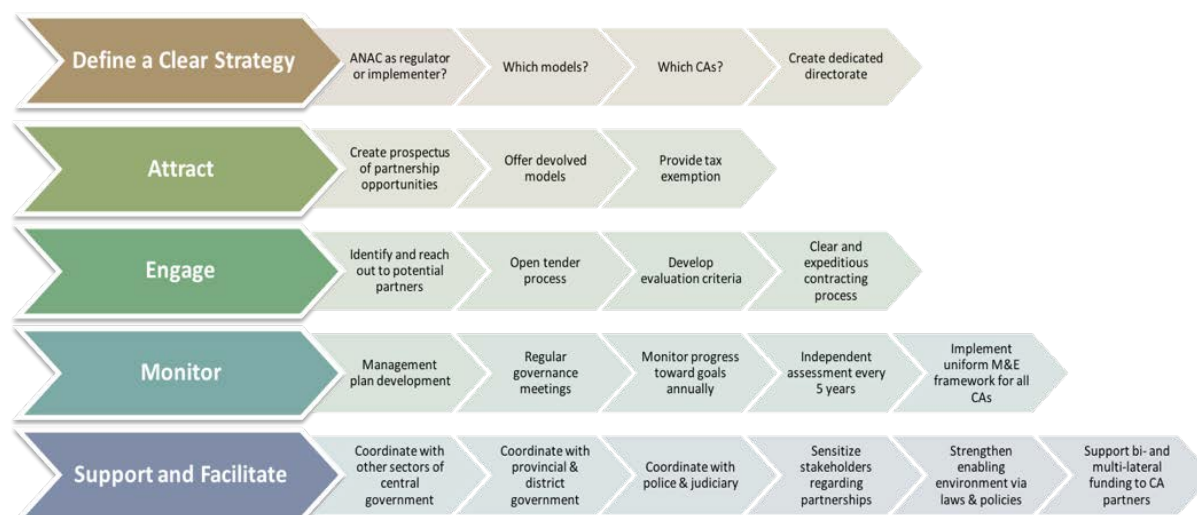 Define a Clear Strategy
ANAC as regulator
or implementer?
Which models?
Which CAs?
Create dedicated
directorate
Attract
Create prospectus
of partnership
opportunities
Offer devolved
models
Provide tax
exemption
Engage
Identify and reach
out to potential
partners
Open tender
process
Develop
evaluation criteria
Clear and
expeditious
contracting
process
Monitor
Management
plan development
Regular
governance
meetings
Monitor progress
toward goals
annually
Independent
assessment every
5 years
Implement
uniform M&E
framework for all
CAs
Support and Facilitate
Coordinate with
other sectors of
central
government
Coordinate with
provincial &
district
government
Coordinate with
police & judiciary
Sensitize
stakeholders
regarding
partnerships
Strengthen
enabling
environment via
laws & policies
Support bi- and
multi-lateral
funding to CA
partners